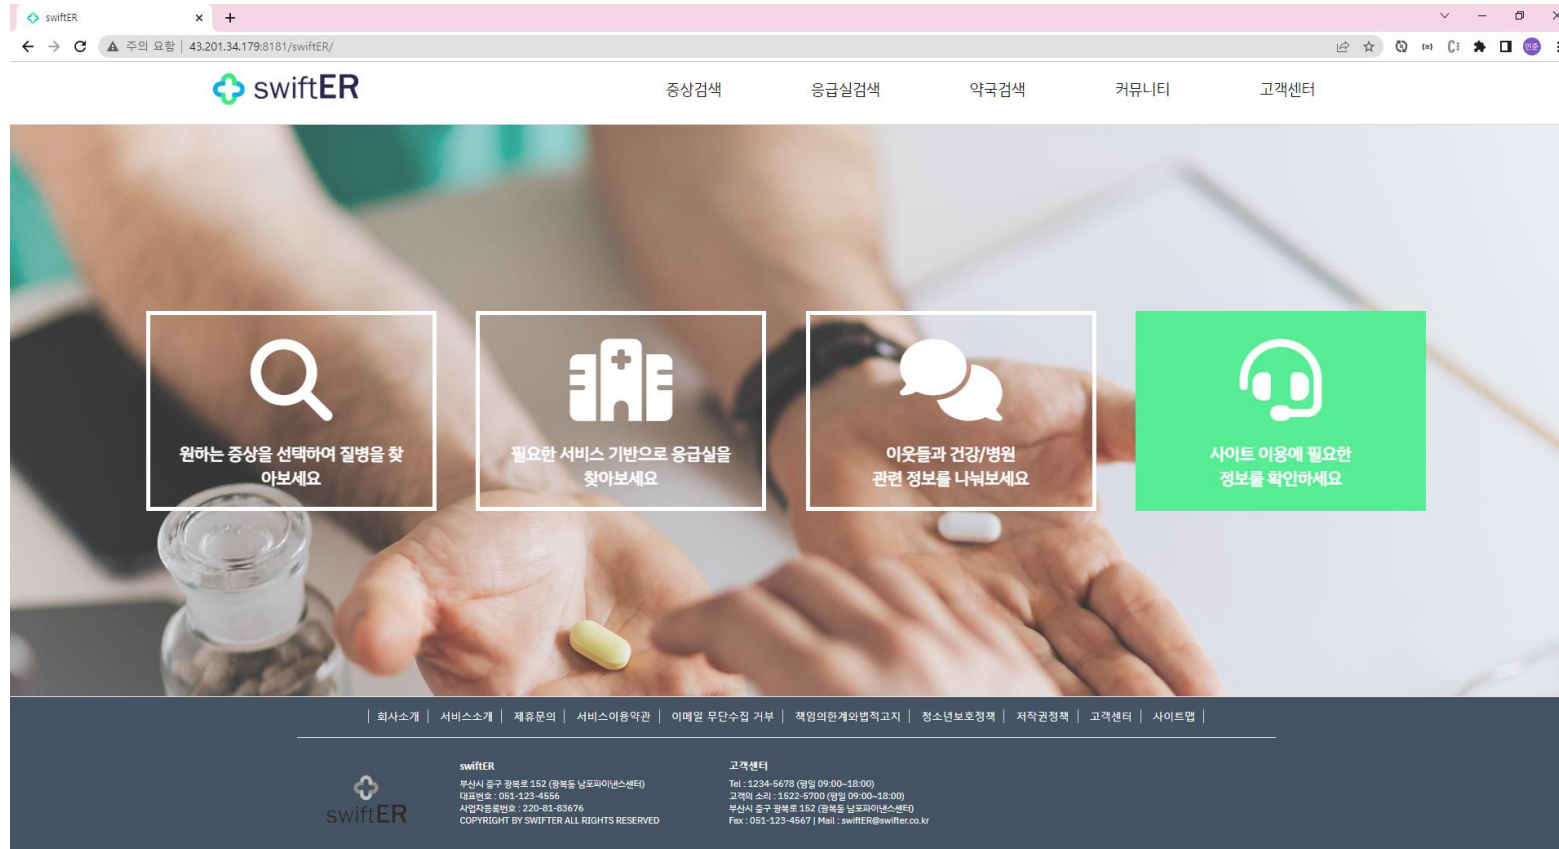 swiftER
주의 요함 | 43.201.34.179:8181/swiftER/
민준
swiftER
증상검색 응급실검색 약국검색 커뮤니티 고객센터
원하는 증상을 선택하여 질병을 찾
아보세요
필요한 서비스 기반으로 응급실을
찾아보세요
이웃들과 건강/병원
관련 정보를 나눠보세요
사이트 이용에 필요한
정보를 확인하세요
| 회사소개 | 서비스소개 | 제휴문의 | 서비스이용약관 | 이메일 무단수집 거부 | 책임의한계와법적고지 | 청소년보호정책 | 저작권정책 | 고객센터 | 사이트맵 |
swiftER
swiftER
부산시 중구 광복로 152 (광복동 남포파이낸스센터)
대표번호 : 051-123-4556
사업자등록번호 : 220-81-83676
COPYRIGHT BY SWIFTER ALL RIGHTS RESERVED
고객센터
Tel : 1234-5678 (평일 09:00~18:00)
고객의 소리 : 1522-5700 (평일 09:00~18:00)
부산시 중구 광복로 152 (광복동 남포파이낸스센터)
Fax : 051-123-4567 | Mail : swiftER@swifter.co.kr